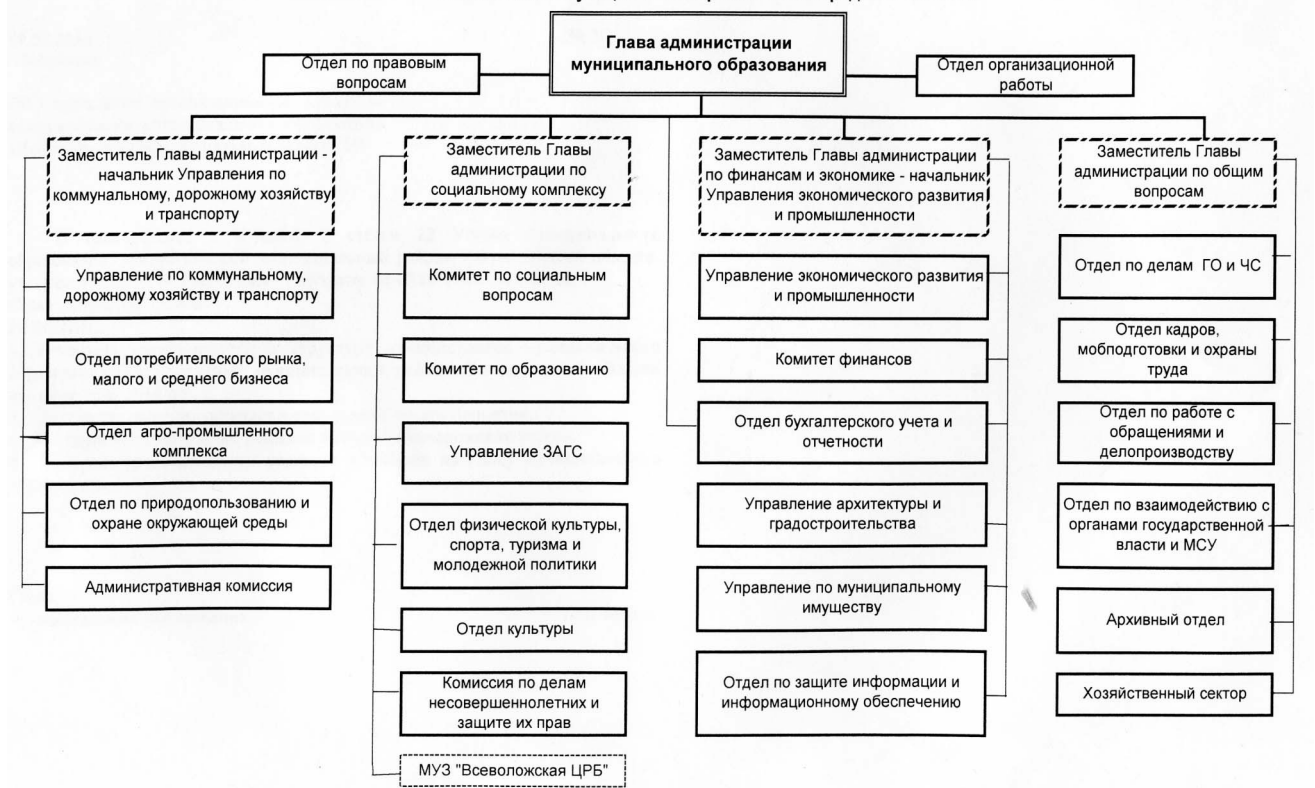 Глава администрации
муниципального образования
Отдел по правовым
вопросам
Отдел организационной
работы
Заместитель Главы администрации -
начальник Управления по
коммунальному, дорожному хозяйству
и транспорту
Управление по коммунальному,
дорожному хозяйству и транспорту
Отдел потребительского рынка,
малого и среднего бизнеса
Отдел агро-промышленного
комплекса
Отдел по природопользованию и
охране окружающей среды
Административная комиссия
Заместитель Главы
администрации по
социальному комплексу
Комитет по социальным
вопросам
Комитет по образованию
Управление ЗАГС
Отдел физической культуры,
спорта, туризма и
молодежной политики
Отдел культуры
Комиссия по делам
несовершеннолетних и
защите их прав
МУЗ "Всеволожская ЦРБ"
Заместитель Главы администрации
по финансам и экономике - начальник
Управления экономического развития
и промышленности
Управление экономического развития
и промышленности
Комитет финансов
Отдел бухгалтерского учета и
отчетности
Управление архитектуры и
градостроительства
Управление по муниципальному
имуществу
Отдел по защите информации и
информационному обеспечению
Заместитель Главы
администрации по общим
вопросам
Отдел по делам ГО и ЧС
Отдел кадров,
мобподготовки и охраны
труда
Отдел по работе с
обращениями и
делопроизводству
Отдел по взаимодействию с
органами государственной
власти и МСУ
Архивный отдел
Хозяйственный сектор